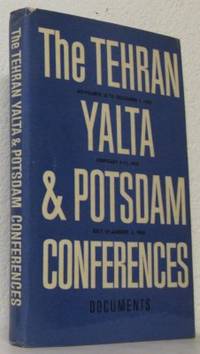 The TEHRAN
YALTA
& POTSDAM
CONFERENCES
DOCUMENTS
The TEHRAN YALTA & POTSDAM CONFERENCES